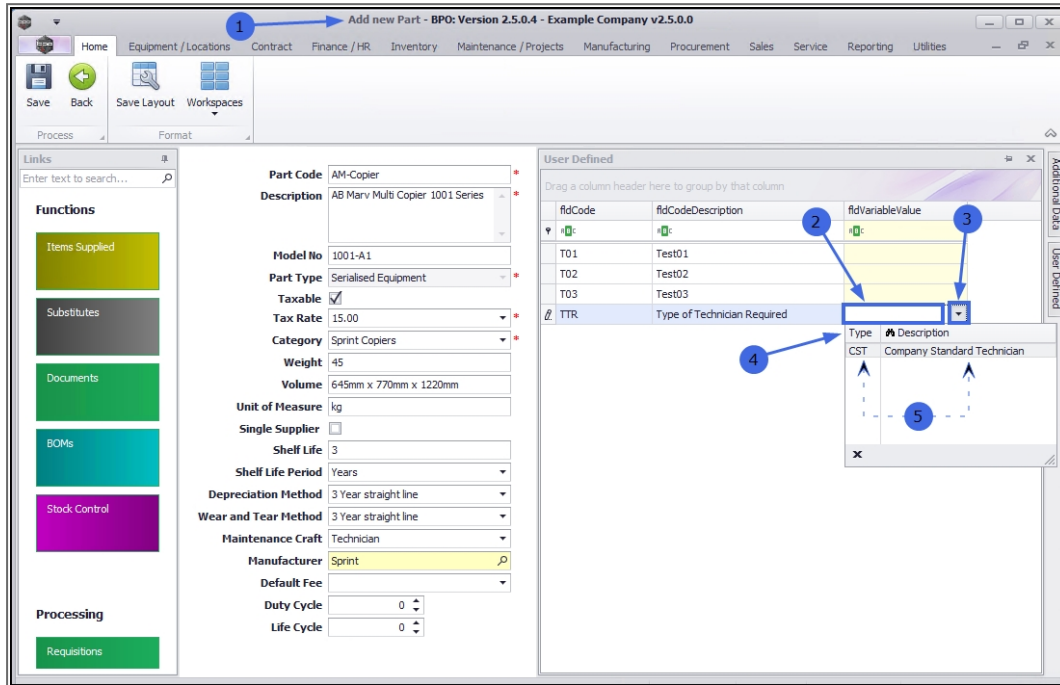 1
Add new Part - BPO: Version 2.5.0.4 - Example Company v2.5.0.0
Home Equipment / Locations Contract Finance / HR Inventory Maintenance / Projects Manufacturing Procurement Sales Service Reporting Utilities
Save Back Save Layout Workspaces
Process Format
Links
Enter text to search...
Functions
Items Supplied
Substitutes
Documents
BOMs
Stock Control
Processing
Requisitions
Part Code AM-Copier *
Description AB Marv Multi Copier 1001 Series *
Model No 1001-A1
Part Type Serialised Equipment *
Taxable
Tax Rate 15.00 *
Category Sprint Copiers *
Weight 45
Volume 645mm x 770mm x 1220mm
Unit of Measure kg
Single Supplier
Shelf Life 3
Shelf Life Period Years
Depreciation Method 3 Year straight line
Wear and Tear Method 3 Year straight line
Maintenance Craft Technician
Manufacturer Sprint
Default Fee
Duty Cycle 0
Life Cycle 0
User Defined
Drag a column header here to group by that column
fldCode fldCodeDescription fldVariableValue
2 3
T01 Test01
T02 Test02
T03 Test03
TTR Type of Technician Required
4
Type Description
CST Company Standard Technician
5
x
Additional Data
User Defined